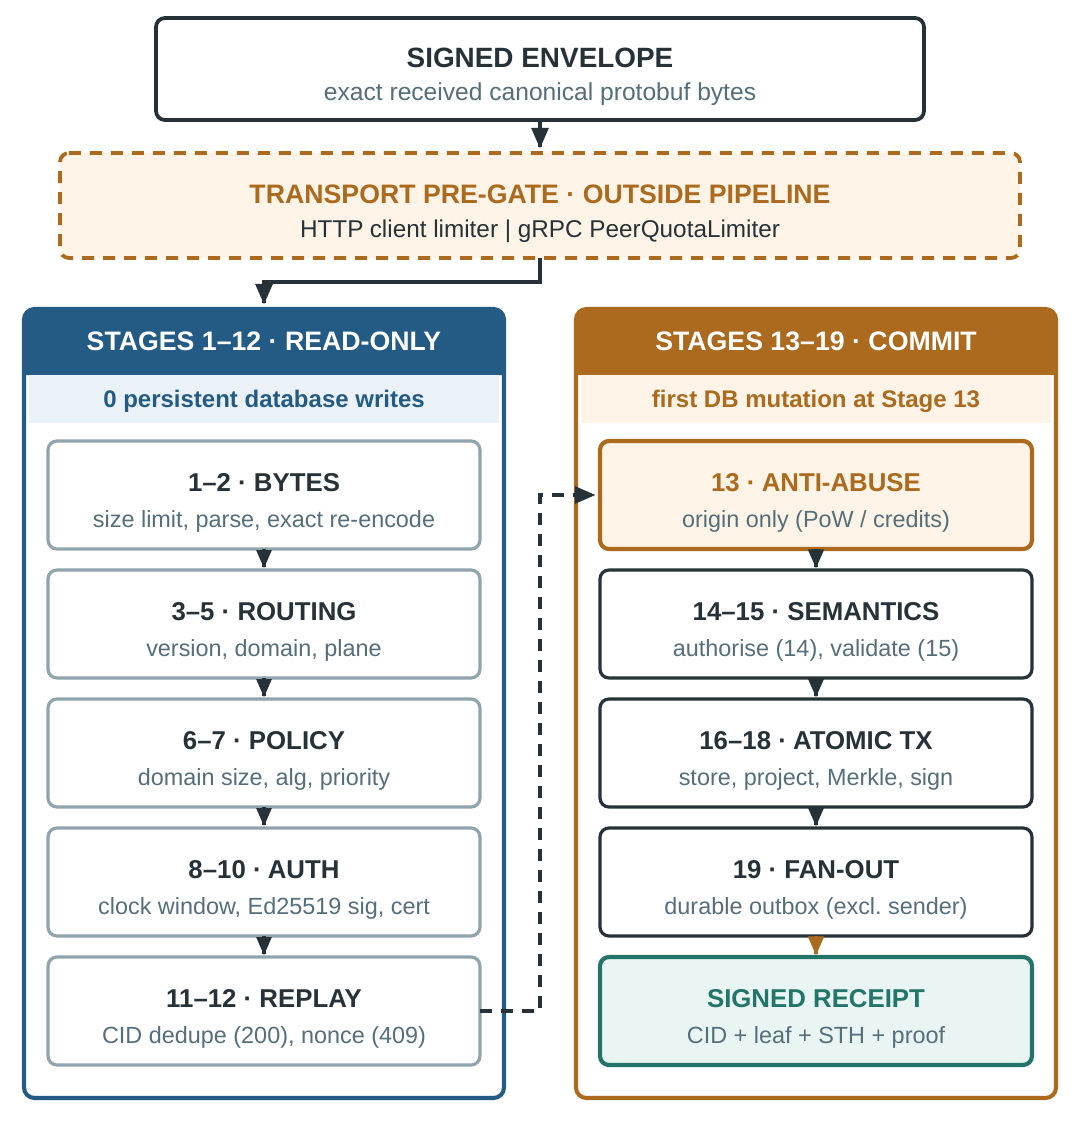 SIGNED ENVELOPE
exact received canonical protobuf bytes
TRANSPORT PRE-GATE · OUTSIDE PIPELINE
HTTP client limiter | gRPC PeerQuotaLimiter
STAGES 1–12 · READ-ONLY
0 persistent database writes
1–2 · BYTES
size limit, parse, exact re-encode
3–5 · ROUTING
version, domain, plane
6–7 · POLICY
domain size, alg, priority
8–10 · AUTH
clock window, Ed25519 sig, cert
11–12 · REPLAY
CID dedupe (200), nonce (409)
STAGES 13–19 · COMMIT
first DB mutation at Stage 13
13 · ANTI-ABUSE
origin only (PoW / credits)
14–15 · SEMANTICS
authorise (14), validate (15)
16–18 · ATOMIC TX
store, project, Merkle, sign
19 · FAN-OUT
durable outbox (excl. sender)
SIGNED RECEIPT
CID + leaf + STH + proof